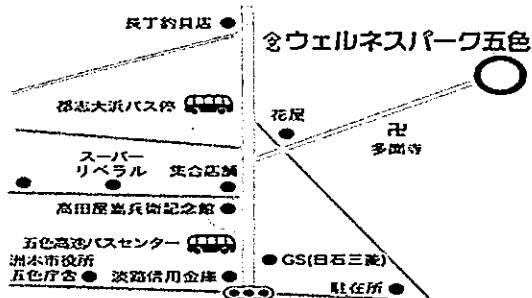 長丁釣具店
ウェルネスパーク五色
都志大浜バス停
花屋
卍
多聞寺
スーパー
リベラル
集合店舗
高田屋嘉兵衛記念館
五色高速バスセンター
洲本市役所
五色庁舎
淡路信用金庫
GS(日石三菱)
駐在所